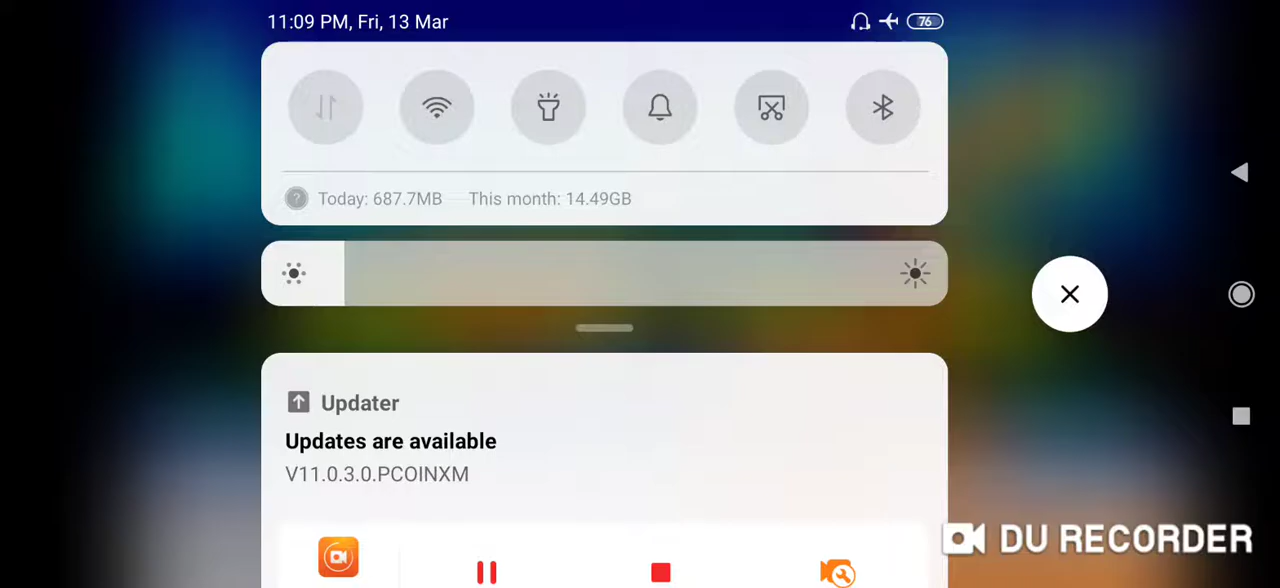 11:09 PM, Fri, 13 Mar
76
Today: 687.7MB
This month: 14.49GB
Updater
Updates are available
V11.0.3.0.PCOINXM
DU RECORDER